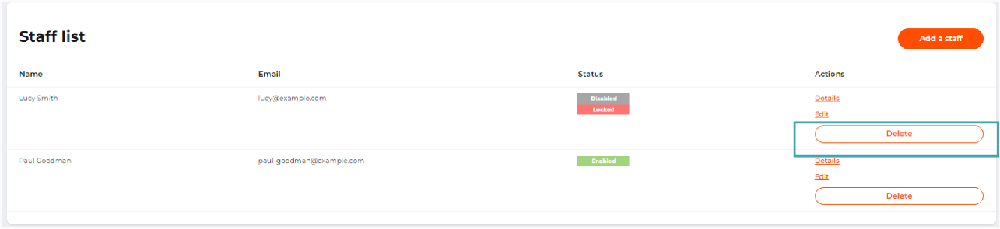 Staff list
Add a staff
Name Email Status Actions
Lucy Smith lucy@example.com Disabled Details
Locked
Edit
Delete
Paul Goodman paul-goodman@example.com Enabled Details
Edit
Delete